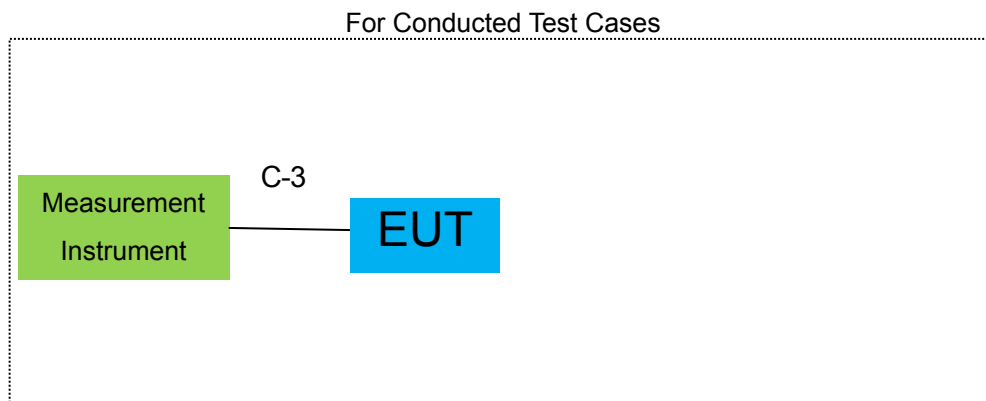 For Conducted Test Cases
C-3
Measurement
Instrument
EUT